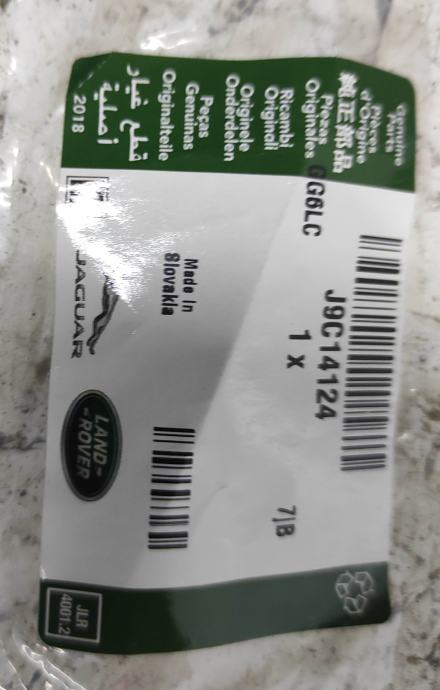 Genuine
Parts
Pièces
d'Origine
純正部品
Piezas
Originales
Ricambi
Originali
Originele
Onderdelen
Peças
Genuínas
Originalteile
قطع غيار
أصلية
2018
GG6LC
J9C14124
1 x
7|B
Made In
Slovakia
JAGUAR
LAND-
-ROVER
JLR
4001.2